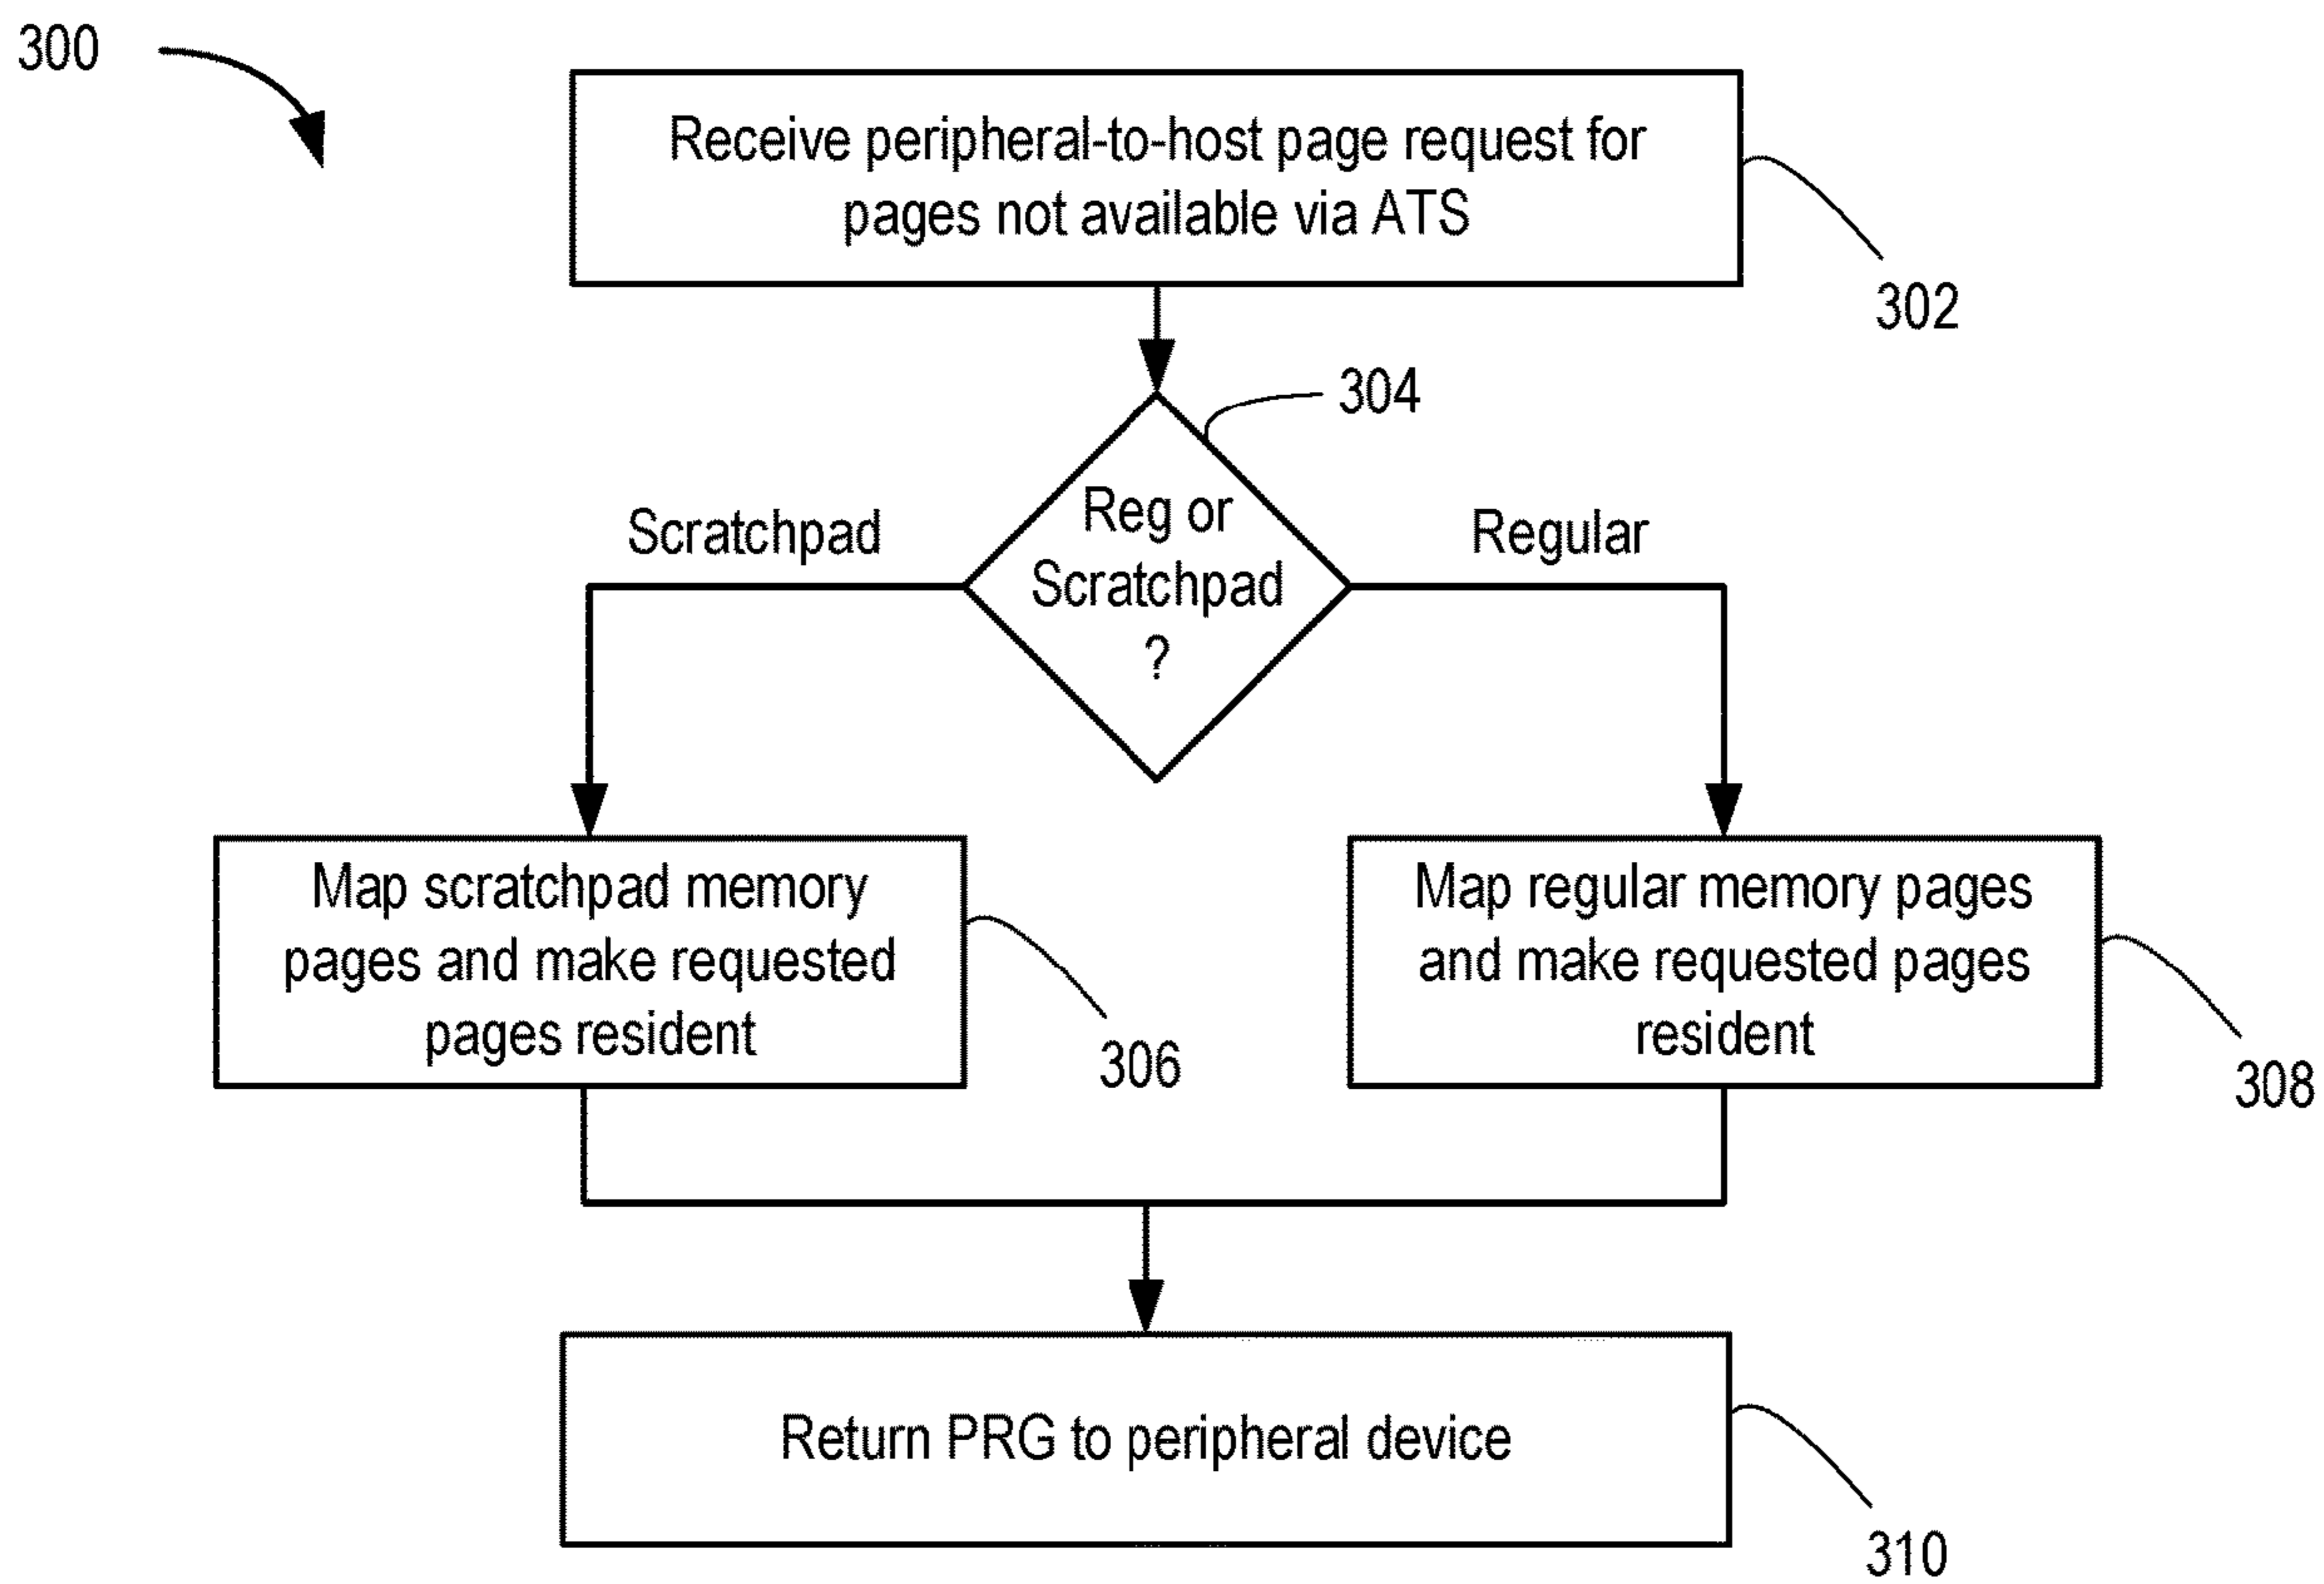 300
Receive peripheral-to-host page request for
pages not available via ATS
302
304
Reg or
Scratchpad
?
Scratchpad
Regular
Map scratchpad memory
pages and make requested
pages resident
306
Map regular memory pages
and make requested pages
resident
308
Return PRG to peripheral device
310